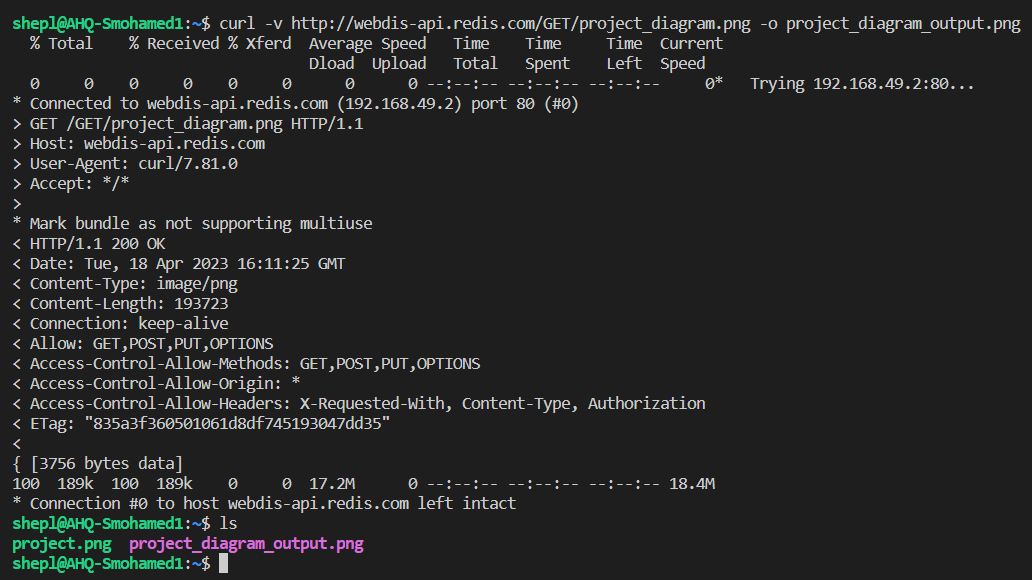 shepl@AHQ-Smohamed1:~$ curl -v http://webdis-api.redis.com/GET/project_diagram.png -o project_diagram_output.png
  % Total    % Received % Xferd  Average Speed   Time    Time     Time  Current
                                 Dload  Upload   Total   Spent    Left  Speed
  0     0    0     0    0     0      0      0 --:--:-- --:--:-- --:--:--     0*   Trying 192.168.49.2:80...
* Connected to webdis-api.redis.com (192.168.49.2) port 80 (#0)
> GET /GET/project_diagram.png HTTP/1.1
> Host: webdis-api.redis.com
> User-Agent: curl/7.81.0
> Accept: */*
>
* Mark bundle as not supporting multiuse
< HTTP/1.1 200 OK
< Date: Tue, 18 Apr 2023 16:11:25 GMT
< Content-Type: image/png
< Content-Length: 193723
< Connection: keep-alive
< Allow: GET,POST,PUT,OPTIONS
< Access-Control-Allow-Methods: GET,POST,PUT,OPTIONS
< Access-Control-Allow-Origin: *
< Access-Control-Allow-Headers: X-Requested-With, Content-Type, Authorization
< ETag: "835a3f360501061d8df745193047dd35"
<
{ [3756 bytes data]
100  189k  100  189k    0     0  17.2M      0 --:--:-- --:--:-- --:--:-- 18.4M
* Connection #0 to host webdis-api.redis.com left intact
shepl@AHQ-Smohamed1:~$ ls
project.png  project_diagram_output.png
shepl@AHQ-Smohamed1:~$